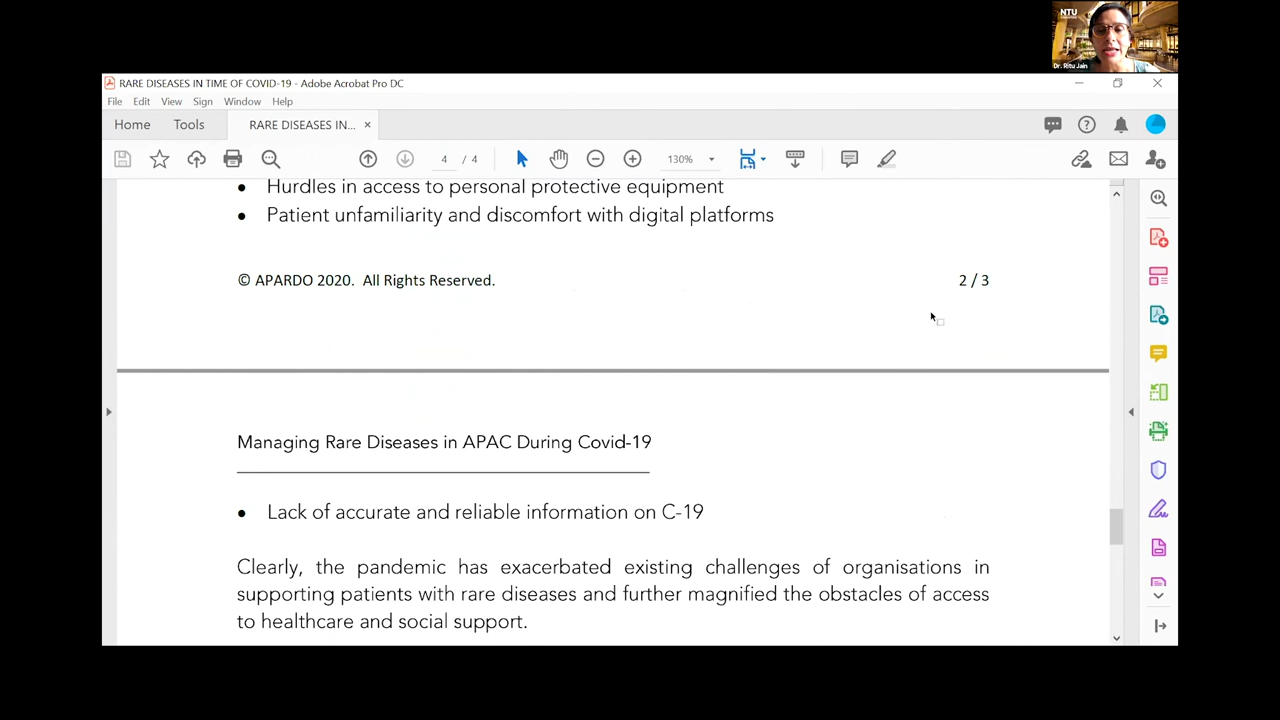 NTU
Dr. Ritu Jain
RARE DISEASES IN TIME OF COVID-19 - Adobe Acrobat Pro DC
File Edit View Sign Window Help
Home Tools RARE DISEASES IN... ×
4 / 4 130%
• Hurdles in access to personal protective equipment
• Patient unfamiliarity and discomfort with digital platforms
© APARDO 2020. All Rights Reserved. 2 / 3
Managing Rare Diseases in APAC During Covid-19
• Lack of accurate and reliable information on C-19
Clearly, the pandemic has exacerbated existing challenges of organisations in
supporting patients with rare diseases and further magnified the obstacles of access
to healthcare and social support.